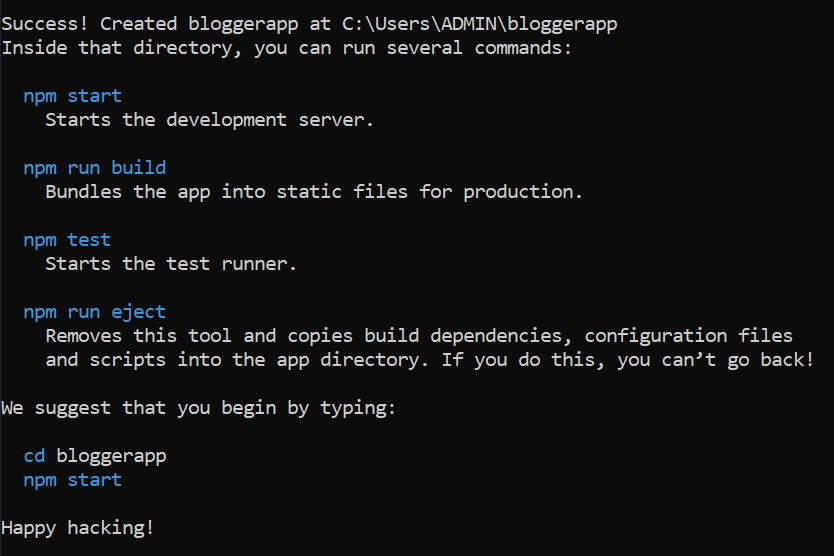 Success! Created bloggerapp at C:\Users\ADMIN\bloggerapp
Inside that directory, you can run several commands:
npm start
Starts the development server.
npm run build
Bundles the app into static files for production.
npm test
Starts the test runner.
npm run eject
Removes this tool and copies build dependencies, configuration files
and scripts into the app directory. If you do this, you can’t go back!
We suggest that you begin by typing:
cd bloggerapp
npm start
Happy hacking!